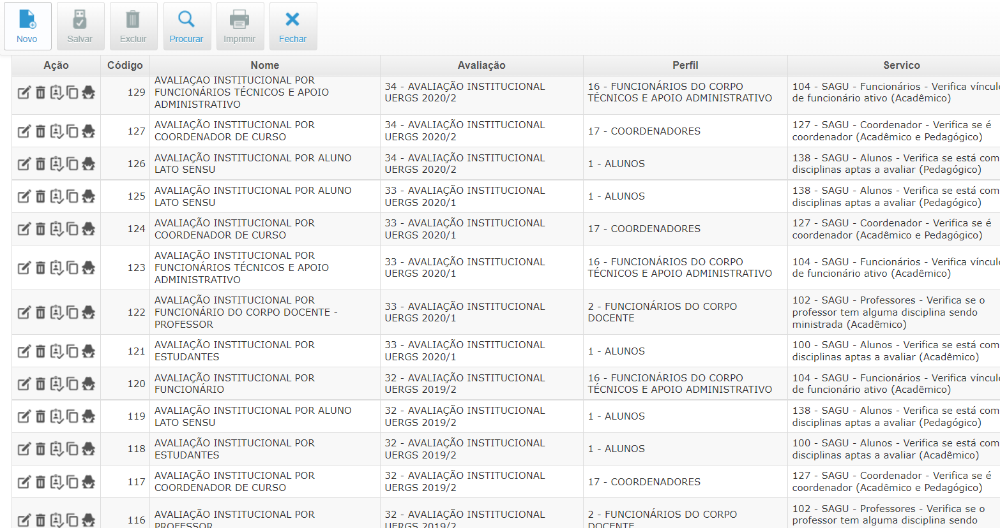 Novo Salvar Excluir Procurar Imprimir Fechar
Ação Código Nome Avaliação Perfil Servico
129
AVALIAÇÃO INSTITUCIONAL POR
FUNCIONÁRIOS TÉCNICOS E APOIO
ADMINISTRATIVO
34 - AVALIAÇÃO INSTITUCIONAL
UERGS 2020/2
16 - FUNCIONÁRIOS DO CORPO
TÉCNICOS E APOIO ADMINISTRATIVO
104 - SAGU - Funcionários - Verifica víncul
de funcionário ativo (Acadêmico)
127
AVALIAÇÃO INSTITUCIONAL POR
COORDENADOR DE CURSO
34 - AVALIAÇÃO INSTITUCIONAL
UERGS 2020/2
17 - COORDENADORES
127 - SAGU - Coordenador - Verifica se é
coordenador (Acadêmico e Pedagógico)
126
AVALIAÇÃO INSTITUCIONAL POR ALUNO
LATO SENSU
34 - AVALIAÇÃO INSTITUCIONAL
UERGS 2020/2
1 - ALUNOS
138 - SAGU - Alunos - Verifica se está com
disciplinas aptas a avaliar (Pedagógico)
125
AVALIAÇÃO INSTITUCIONAL POR ALUNO
LATO SENSU
33 - AVALIAÇÃO INSTITUCIONAL
UERGS 2020/1
1 - ALUNOS
138 - SAGU - Alunos - Verifica se está com
disciplinas aptas a avaliar (Pedagógico)
124
AVALIAÇÃO INSTITUCIONAL POR
COORDENADOR DE CURSO
33 - AVALIAÇÃO INSTITUCIONAL
UERGS 2020/1
17 - COORDENADORES
127 - SAGU - Coordenador - Verifica se é
coordenador (Acadêmico e Pedagógico)
123
AVALIAÇÃO INSTITUCIONAL POR
FUNCIONÁRIOS TÉCNICOS E APOIO
ADMINISTRATIVO
33 - AVALIAÇÃO INSTITUCIONAL
UERGS 2020/1
16 - FUNCIONÁRIOS DO CORPO
TÉCNICOS E APOIO ADMINISTRATIVO
104 - SAGU - Funcionários - Verifica víncul
de funcionário ativo (Acadêmico)
122
AVALIAÇÃO INSTITUCIONAL POR
FUNCIONÁRIO DO CORPO DOCENTE -
PROFESSOR
33 - AVALIAÇÃO INSTITUCIONAL
UERGS 2020/1
2 - FUNCIONÁRIOS DO CORPO
DOCENTE
102 - SAGU - Professores - Verifica se o
professor tem alguma disciplina sendo
ministrada (Acadêmico)
121
AVALIAÇÃO INSTITUCIONAL POR
ESTUDANTES
33 - AVALIAÇÃO INSTITUCIONAL
UERGS 2020/1
1 - ALUNOS
100 - SAGU - Alunos - Verifica se está com
disciplinas aptas a avaliar (Acadêmico)
120
AVALIAÇÃO INSTITUCIONAL POR
FUNCIONÁRIO
32 - AVALIAÇÃO INSTITUCIONAL
UERGS 2019/2
16 - FUNCIONÁRIOS DO CORPO
TÉCNICOS E APOIO ADMINISTRATIVO
104 - SAGU - Funcionários - Verifica víncul
de funcionário ativo (Acadêmico)
119
AVALIAÇÃO INSTITUCIONAL POR ALUNO
LATO SENSU
32 - AVALIAÇÃO INSTITUCIONAL
UERGS 2019/2
1 - ALUNOS
138 - SAGU - Alunos - Verifica se está com
disciplinas aptas a avaliar (Pedagógico)
118
AVALIAÇÃO INSTITUCIONAL POR
ESTUDANTES
32 - AVALIAÇÃO INSTITUCIONAL
UERGS 2019/2
1 - ALUNOS
100 - SAGU - Alunos - Verifica se está com
disciplinas aptas a avaliar (Acadêmico)
117
AVALIAÇÃO INSTITUCIONAL POR
COORDENADOR DE CURSO
32 - AVALIAÇÃO INSTITUCIONAL
UERGS 2019/2
17 - COORDENADORES
127 - SAGU - Coordenador - Verifica se é
coordenador (Acadêmico e Pedagógico)
116
AVALIAÇÃO INSTITUCIONAL POR
PROFESSOR
32 - AVALIAÇÃO INSTITUCIONAL
UERGS 2019/2
2 - FUNCIONÁRIOS DO CORPO
DOCENTE
102 - SAGU - Professores - Verifica se o
professor tem alguma disciplina sendo